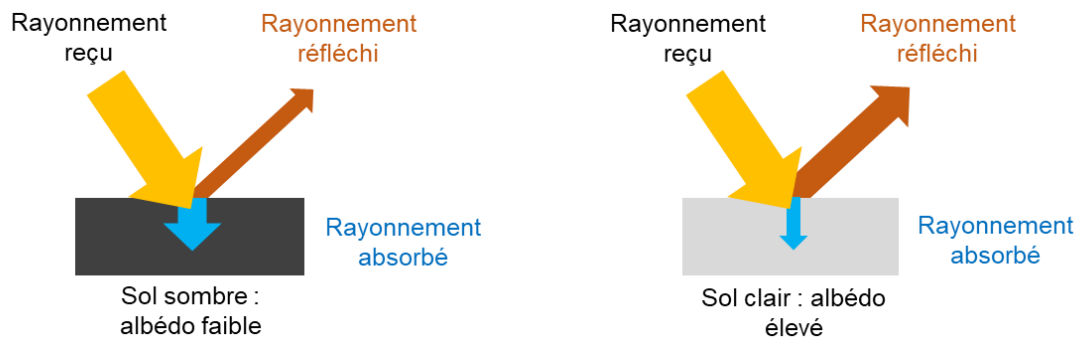 Rayonnement
reçu
Rayonnement
réfléchi
Rayonnement
absorbé
Sol sombre :
albédo faible
Rayonnement
reçu
Rayonnement
réfléchi
Rayonnement
absorbé
Sol clair : albédo
élevé